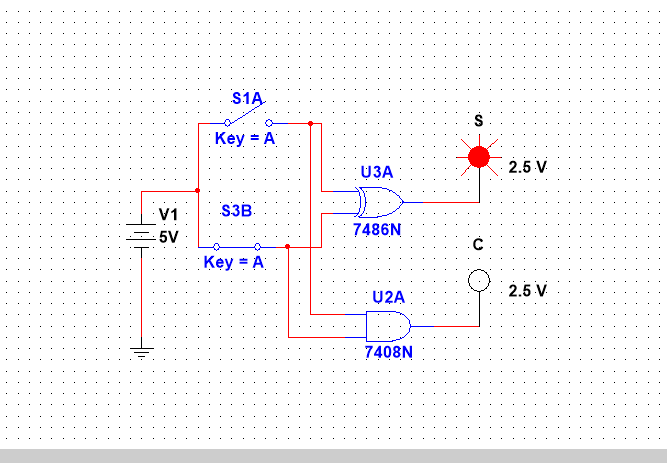 S1A
Key = A
S
2.5 V
U3A
V1
5V
S3B
7486N
Key = A
C
2.5 V
U2A
7408N